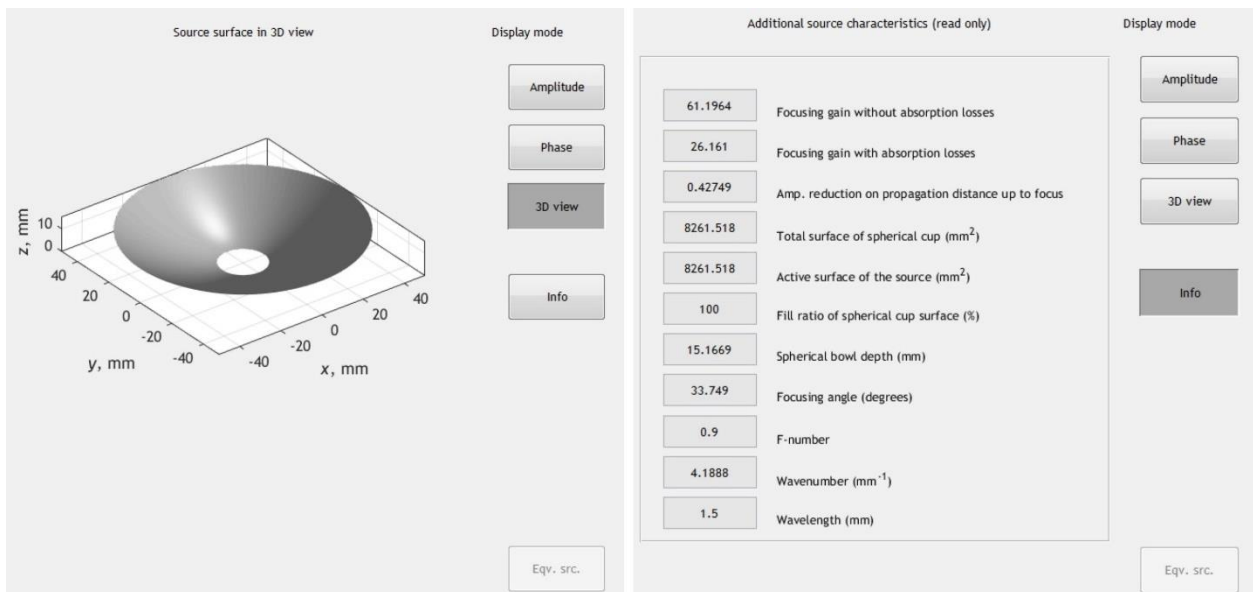 Source surface in 3D view
Display mode
Amplitude
Phase
3D view
Info
Eqv. src.
z, mm
10
0
40
20
0
-20
-40
y, mm
-40
-20
0
20
40
x, mm
Additional source characteristics (read only)
Display mode
61.1964 Focusing gain without absorption losses
26.161 Focusing gain with absorption losses
0.42749 Amp. reduction on propagation distance up to focus
8261.518 Total surface of spherical cup (mm²)
8261.518 Active surface of the source (mm²)
100 Fill ratio of spherical cup surface (%)
15.1669 Spherical bowl depth (mm)
33.749 Focusing angle (degrees)
0.9 F-number
4.1888 Wavenumber (mm⁻¹)
1.5 Wavelength (mm)
Amplitude
Phase
3D view
Info
Eqv. src.